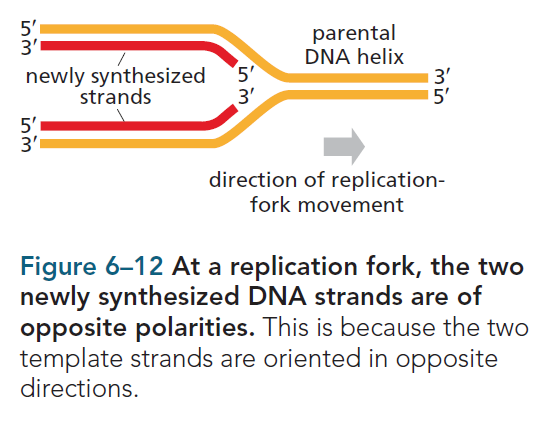 5′
3′
newly synthesized
strands
5′
3′
5′
3′
parental
DNA helix
3′
5′
direction of replication-
fork movement
Figure 6–12 At a replication fork, the two
newly synthesized DNA strands are of
opposite polarities. This is because the two
template strands are oriented in opposite
directions.